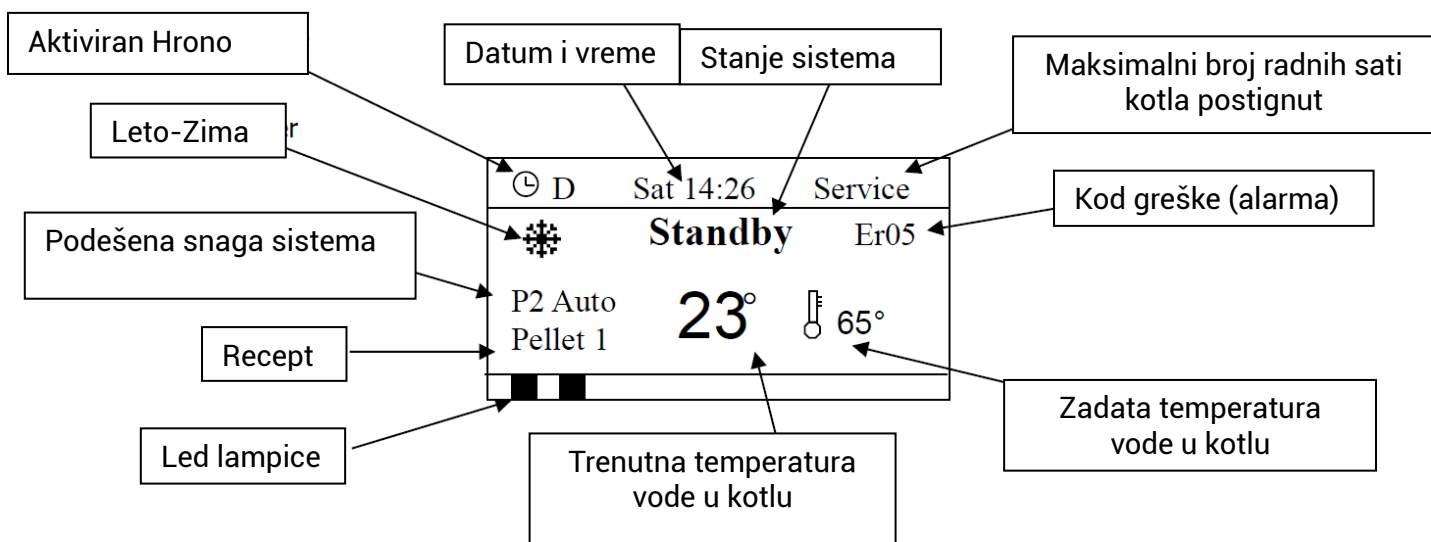 Aktiviran Hrono
Datum i vreme
Stanje sistema
Maksimalni broj radnih sati
kotla postignut
Leto-Zima
er
D
Sat 14:26
Service
Kod greške (alarma)
Podešena snaga sistema
Standby
Er05
P2 Auto
23°
65°
Pellet 1
Recept
Zadata temperatura
vode u kotlu
Led lampice
Trenutna temperatura
vode u kotlu